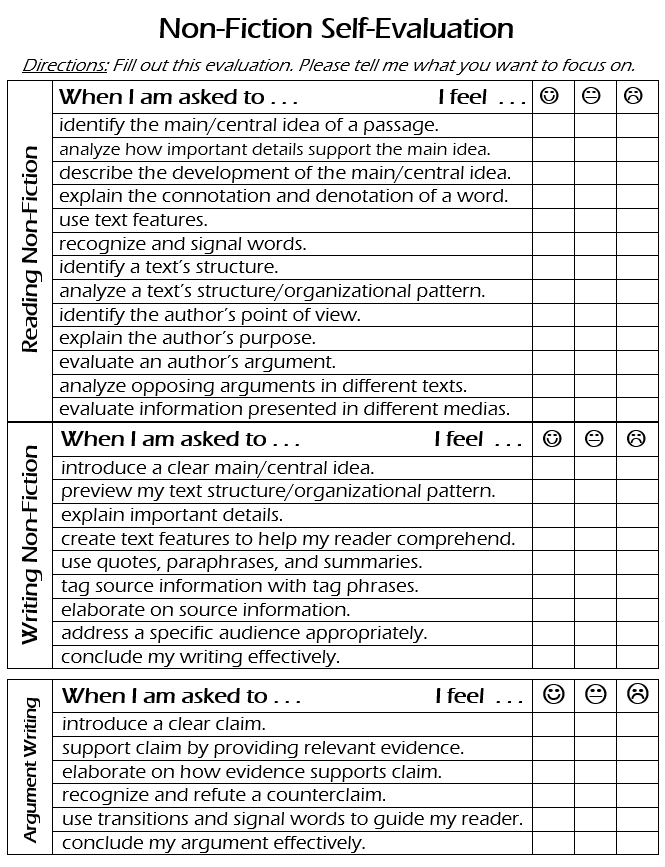 Non-Fiction Self-Evaluation
Directions: Fill out this evaluation. Please tell me what you want to focus on.
Reading Non-Fiction
When I am asked to . . . I feel . . . ☺ 😐 ☹
identify the main/central idea of a passage.
analyze how important details support the main idea.
describe the development of the main/central idea.
explain the connotation and denotation of a word.
use text features.
recognize and signal words.
identify a text's structure.
analyze a text's structure/organizational pattern.
identify the author's point of view.
explain the author's purpose.
evaluate an author's argument.
analyze opposing arguments in different texts.
evaluate information presented in different medias.
Writing Non-Fiction
When I am asked to . . . I feel . . . ☺ 😐 ☹
introduce a clear main/central idea.
preview my text structure/organizational pattern.
explain important details.
create text features to help my reader comprehend.
use quotes, paraphrases, and summaries.
tag source information with tag phrases.
elaborate on source information.
address a specific audience appropriately.
conclude my writing effectively.
Argument Writing
When I am asked to . . . I feel . . . ☺ 😐 ☹
introduce a clear claim.
support claim by providing relevant evidence.
elaborate on how evidence supports claim.
recognize and refute a counterclaim.
use transitions and signal words to guide my reader.
conclude my argument effectively.